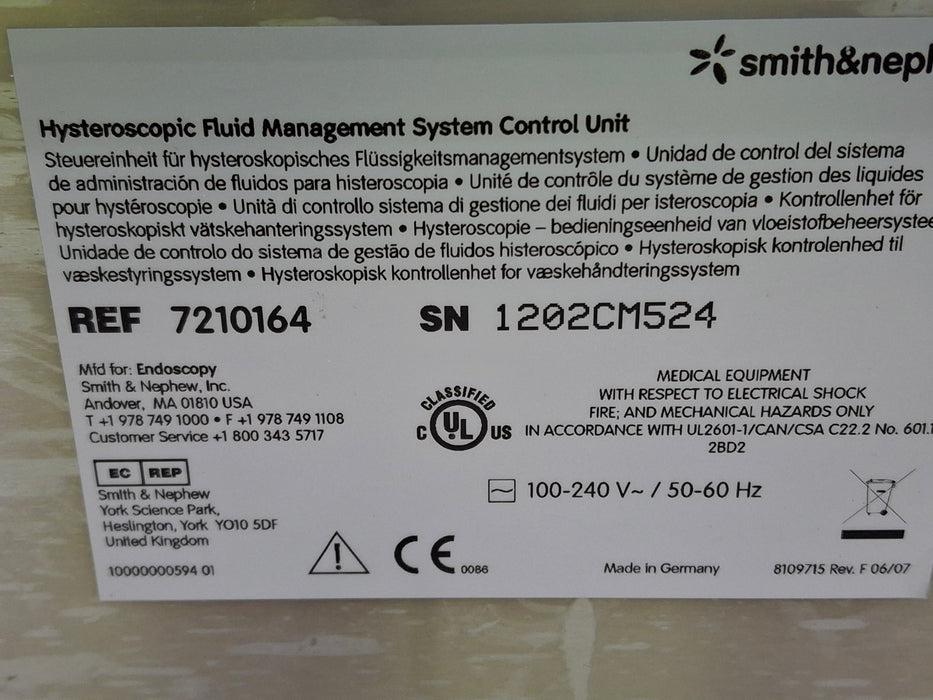 smith&neph
Hysteroscopic Fluid Management System Control Unit
Steuereinheit für hysteroskopisches Flüssigkeitsmanagementsystem • Unidad de control del sistema
de administración de fluidos para histeroscopia • Unité de contrôle du système de gestion des liquides
pour hystéroscopie • Unità di controllo sistema di gestione dei fluidi per isteroscopia • Kontrollenhet för
hysteroskopiskt vätskehanteringssystem • Hysteroscopie – bedieningseenheid van vloeistofbeheersystee
Unidade de controlo do sistema de gestão de fluidos histeroscópico • Hysteroskopisk kontrolenhed til
væskestyringssystem • Hysteroskopisk kontrollenhet for væskehåndteringssystem
REF 7210164 SN 1202CM524
Mfd for: Endoscopy
Smith & Nephew, Inc.
Andover, MA 01810 USA
T +1 978 749 1000 • F +1 978 749 1108
Customer Service +1 800 343 5717
CLASSIFIED
C UL US
MEDICAL EQUIPMENT
WITH RESPECT TO ELECTRICAL SHOCK
FIRE; AND MECHANICAL HAZARDS ONLY
IN ACCORDANCE WITH UL2601-1/CAN/CSA C22.2 No. 601.1
2BD2
EC REP
Smith & Nephew
York Science Park,
Heslington, York YO10 5DF
United Kingdom
100-240 V~ / 50-60 Hz
10000000594 01
CE 0086
Made in Germany
8109715 Rev. F 06/07